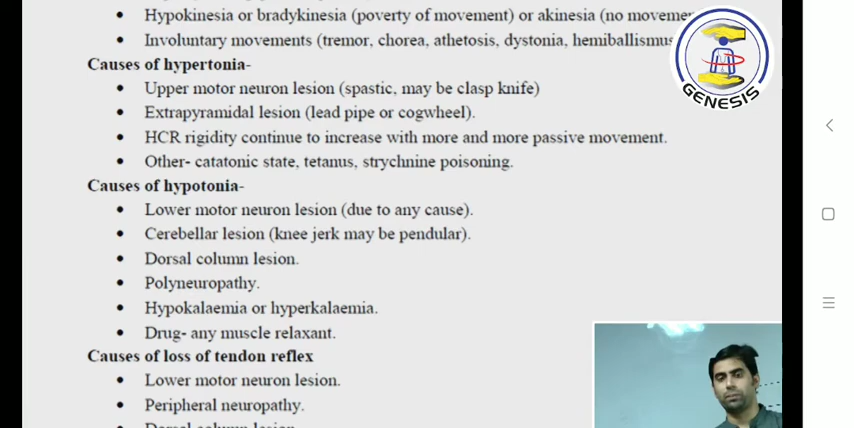 • Hypokinesia or bradykinesia (poverty of movement) or akinesia (no
• Involuntary movements (tremor, chorea, athetosis, dystonia, hemiballismus
Causes of hypertonia-
• Upper motor neuron lesion (spastic, may be clasp knife)
• Extrapyramidal lesion (lead pipe or cogwheel).
• HCR rigidity continue to increase with more and more passive movement.
• Other- catatonic state, tetanus, strychnine poisoning.
Causes of hypotonia-
• Lower motor neuron lesion (due to any cause).
• Cerebellar lesion (knee jerk may be pendular).
• Dorsal column lesion.
• Polyneuropathy.
• Hypokalaemia or hyperkalaemia.
• Drug- any muscle relaxant.
Causes of loss of tendon reflex
• Lower motor neuron lesion.
• Peripheral neuropathy.
• Dorsal column lesion.
GENESIS